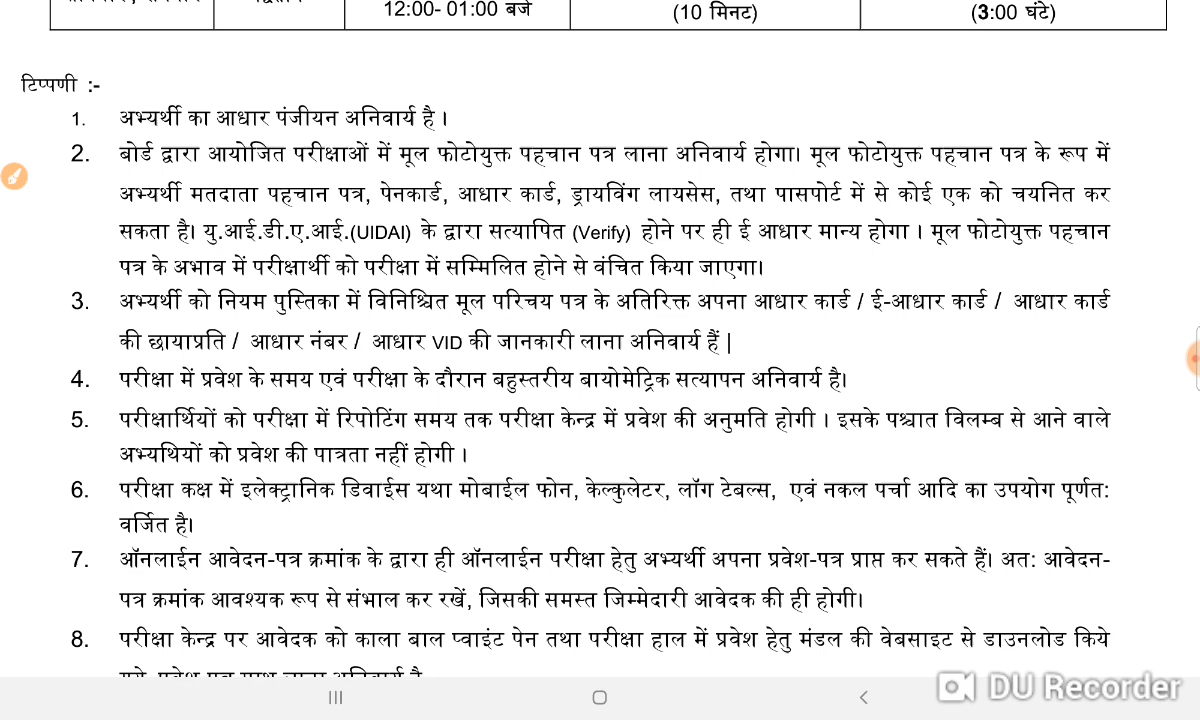 12:00- 01:00 बजे (10 मिनट) (3:00 घंटे)
टिप्पणी :-
1. अभ्यर्थी का आधार पंजीयन अनिवार्य है ।
2. बोर्ड द्वारा आयोजित परीक्षाओं में मूल फोटोयुक्त पहचान पत्र लाना अनिवार्य होगा। मूल फोटोयुक्त पहचान पत्र के रूप में
अभ्यर्थी मतदाता पहचान पत्र, पेनकार्ड, आधार कार्ड, ड्रायविंग लायसेस, तथा पासपोर्ट में से कोई एक को चयनित कर
सकता है। यु.आई.डी.ए.आई.(UIDAI) के द्वारा सत्यापित (Verify) होने पर ही ई आधार मान्य होगा । मूल फोटोयुक्त पहचान
पत्र के अभाव में परीक्षार्थी को परीक्षा में सम्मिलित होने से वंचित किया जाएगा।
3. अभ्यर्थी को नियम पुस्तिका में विनिश्चित मूल परिचय पत्र के अतिरिक्त अपना आधार कार्ड / ई-आधार कार्ड / आधार कार्ड
की छायाप्रति / आधार नंबर / आधार VID की जानकारी लाना अनिवार्य हैं |
4. परीक्षा में प्रवेश के समय एवं परीक्षा के दौरान बहुस्तरीय बायोमेट्रिक सत्यापन अनिवार्य है।
5. परीक्षार्थियों को परीक्षा में रिपोटिंग समय तक परीक्षा केन्द्र में प्रवेश की अनुमति होगी । इसके पश्चात विलम्ब से आने वाले
अभ्यथियों को प्रवेश की पात्रता नहीं होगी ।
6. परीक्षा कक्ष में इलेक्ट्रानिक डिवाईस यथा मोबाईल फोन, केल्कुलेटर, लॉग टेबल्स, एवं नकल पर्चा आदि का उपयोग पूर्णत:
वर्जित है।
7. ऑनलाईन आवेदन-पत्र क्रमांक के द्वारा ही ऑनलाईन परीक्षा हेतु अभ्यर्थी अपना प्रवेश-पत्र प्राप्त कर सकते हैं। अत: आवेदन-
पत्र क्रमांक आवश्यक रूप से संभाल कर रखें, जिसकी समस्त जिम्मेदारी आवेदक की ही होगी।
8. परीक्षा केन्द्र पर आवेदक को काला बाल प्वाइंट पेन तथा परीक्षा हाल में प्रवेश हेतु मंडल की वेबसाइट से डाउनलोड किये
DU Recorder